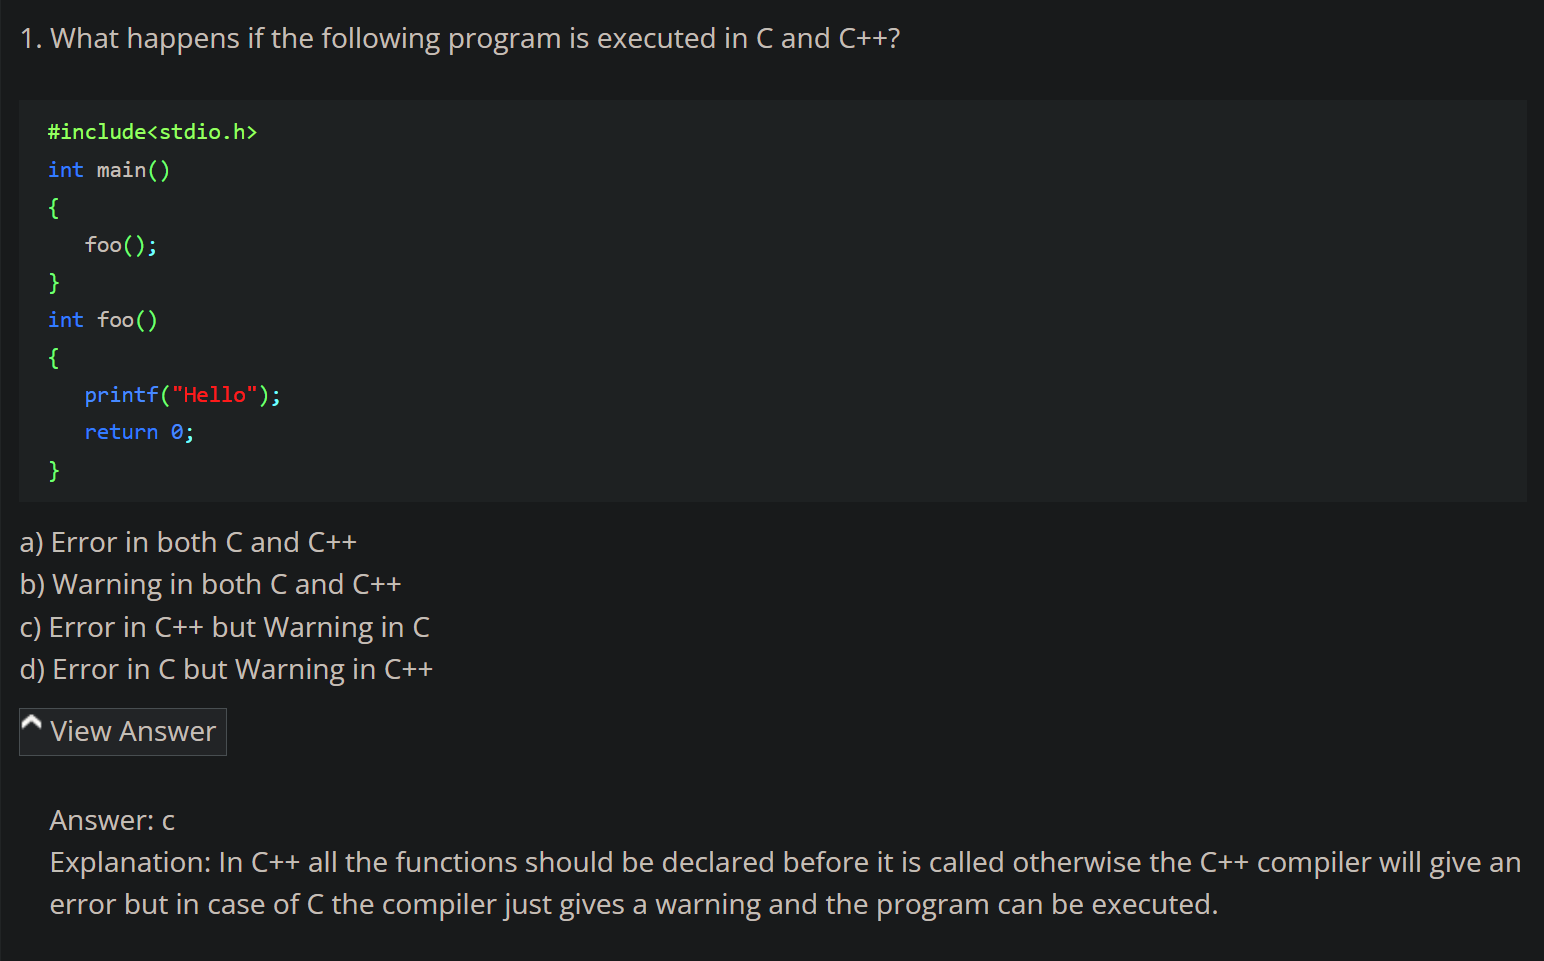 1. What happens if the following program is executed in C and C++?
#include<stdio.h>
int main()
{
   foo();
}
int foo()
{
   printf("Hello");
   return 0;
}
a) Error in both C and C++
b) Warning in both C and C++
c) Error in C++ but Warning in C
d) Error in C but Warning in C++
View Answer
Answer: c
Explanation: In C++ all the functions should be declared before it is called otherwise the C++ compiler will give an
error but in case of C the compiler just gives a warning and the program can be executed.